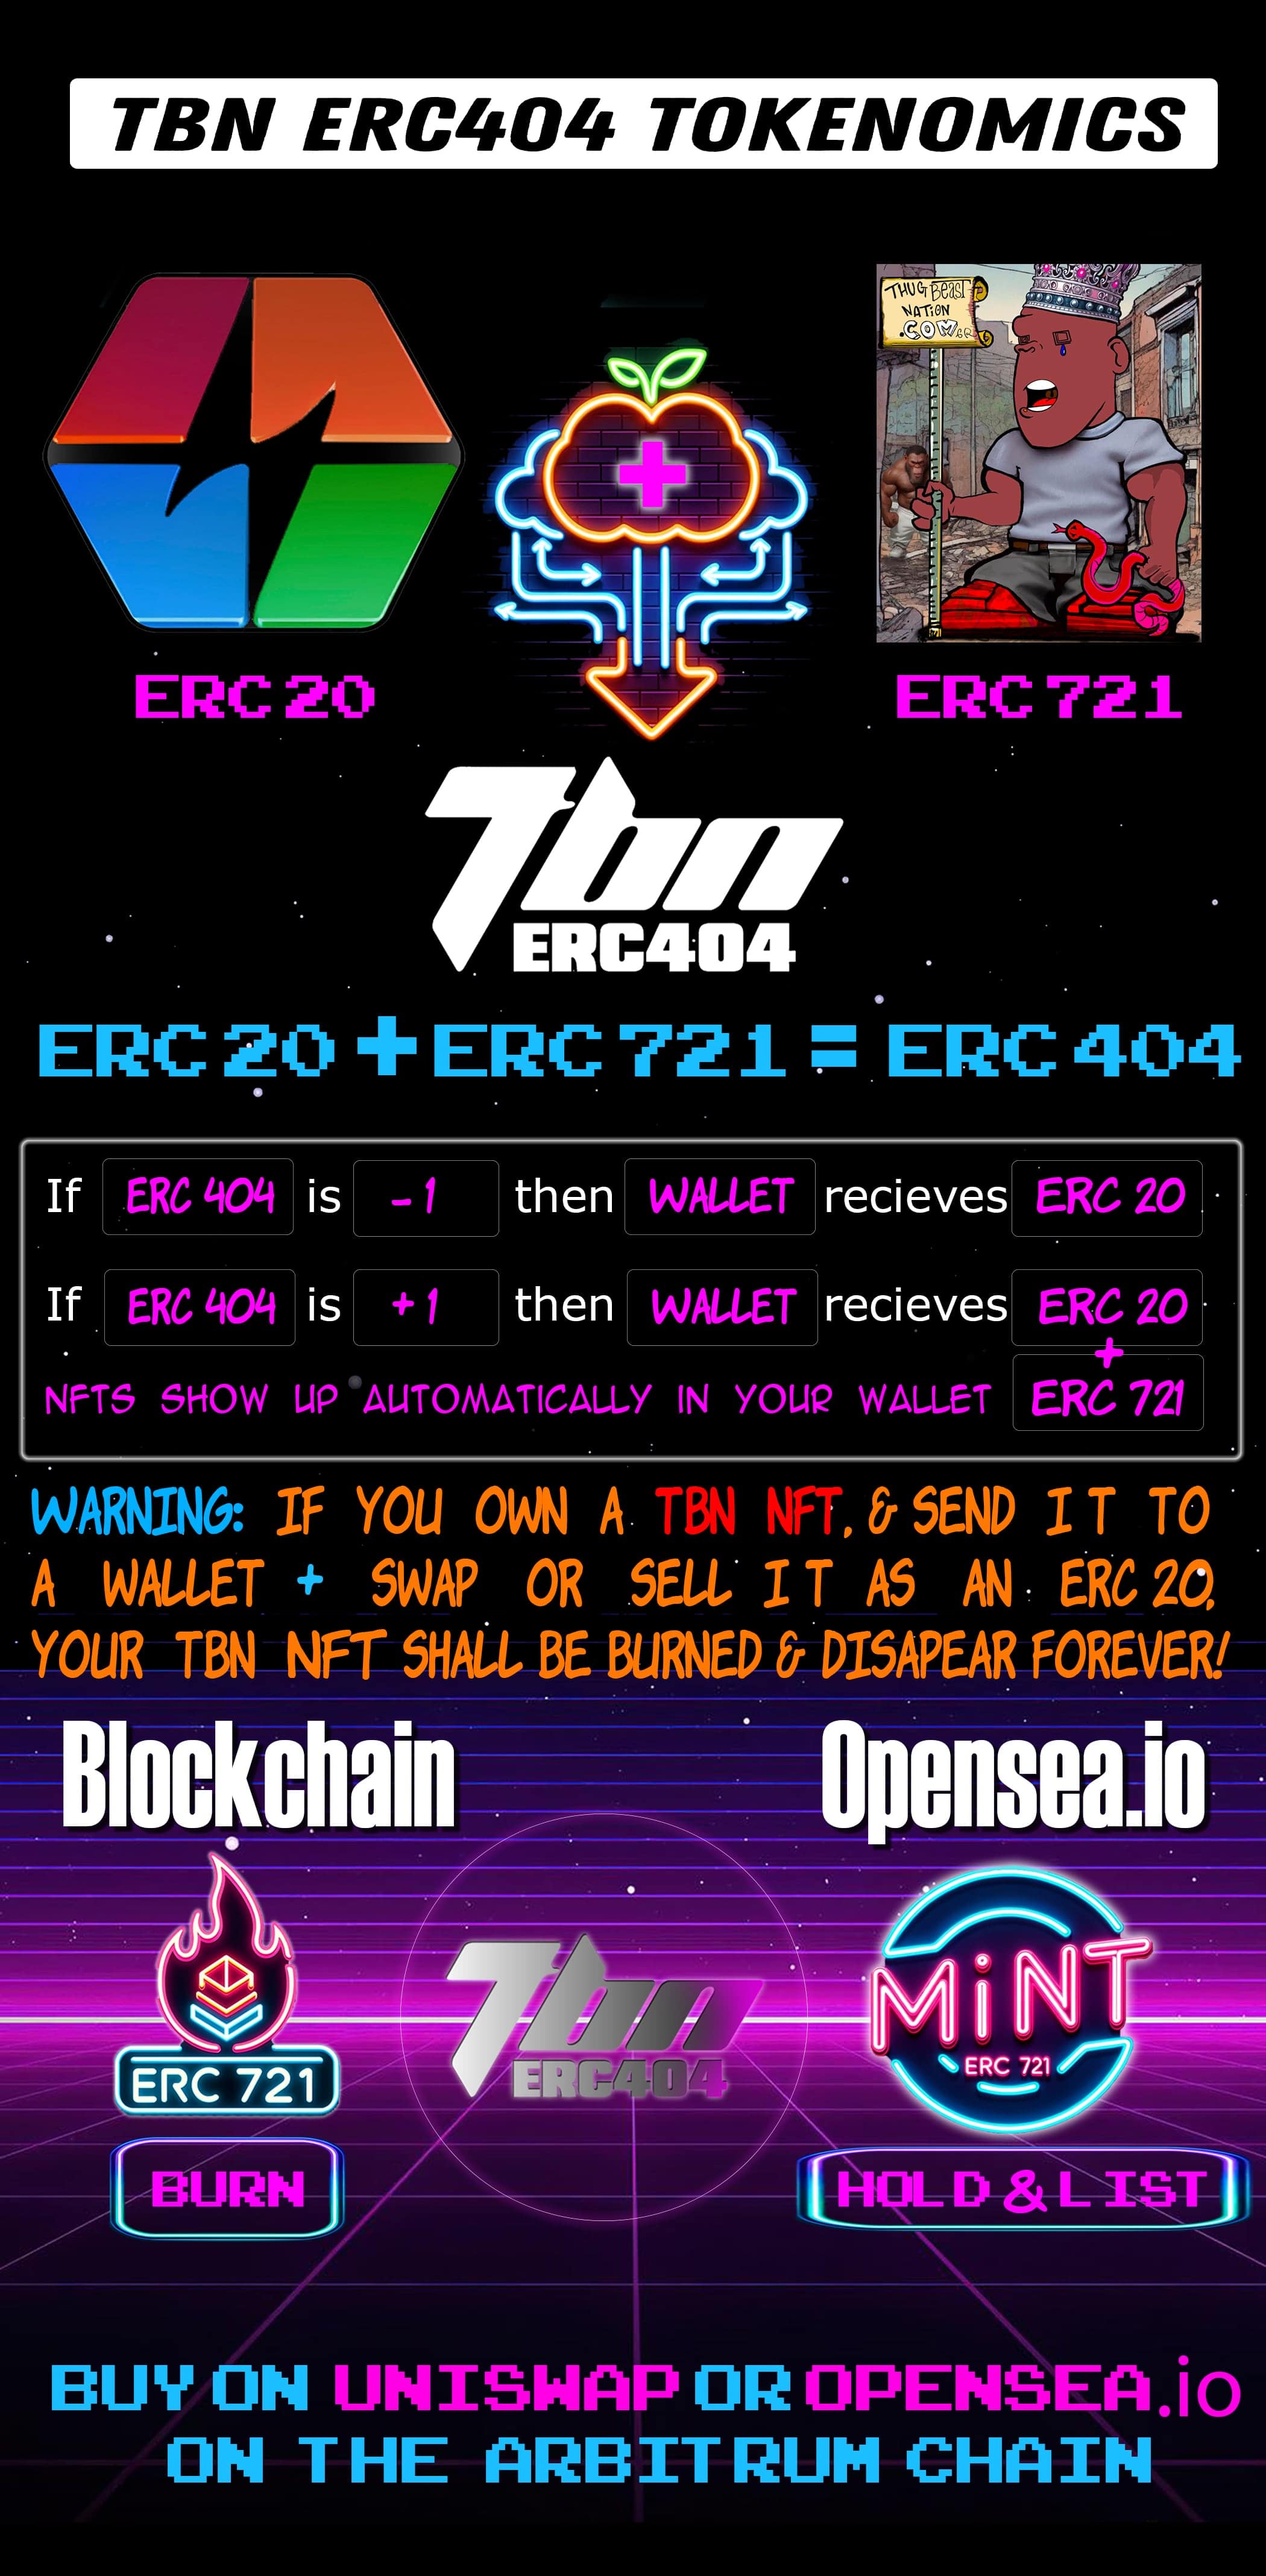 TBN ERC404 TOKENOMICS
THUG BEAST
NATION
.COM
ERC 20
ERC 721
Tbn
ERC404
ERC 20 + ERC 721 = ERC 404
If ERC 404 is - 1 then WALLET recieves ERC 20
If ERC 404 is + 1 then WALLET recieves ERC 20
+
NFTS SHOW UP AUTOMATICALLY IN YOUR WALLET ERC 721
WARNING: IF YOU OWN A TBN NFT, & SEND IT TO
A WALLET + SWAP OR SELL IT AS AN ERC 20,
YOUR TBN NFT SHALL BE BURNED & DISAPEAR FOREVER!
Blockchain
Opensea.io
MiNT
ERC 721
Tbn
ERC404
ERC 721
BURN
HOLD & LIST
BUY ON UNISWAP OR OPENSEA.io
ON THE ARBITRUM CHAIN